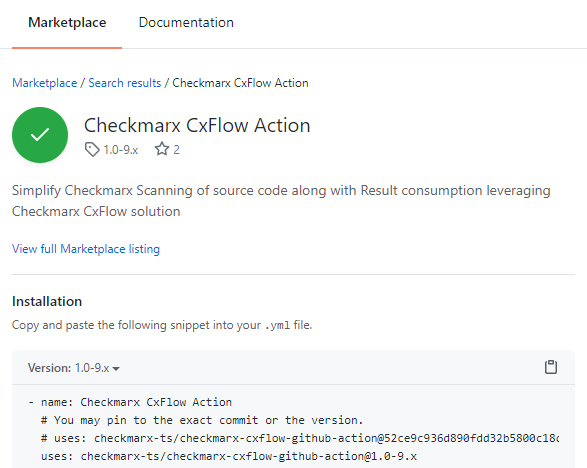 Marketplace Documentation
Marketplace / Search results / Checkmarx CxFlow Action
Checkmarx CxFlow Action
1.0-9.x 2
Simplify Checkmarx Scanning of source code along with Result consumption leveraging
Checkmarx CxFlow solution
View full Marketplace listing
Installation
Copy and paste the following snippet into your .yml file.
Version: 1.0-9.x
- name: Checkmarx CxFlow Action
# You may pin to the exact commit or the version.
# uses: checkmarx-ts/checkmarx-cxflow-github-action@52ce9c936d890fdd32b5800c18c
uses: checkmarx-ts/checkmarx-cxflow-github-action@1.0-9.x